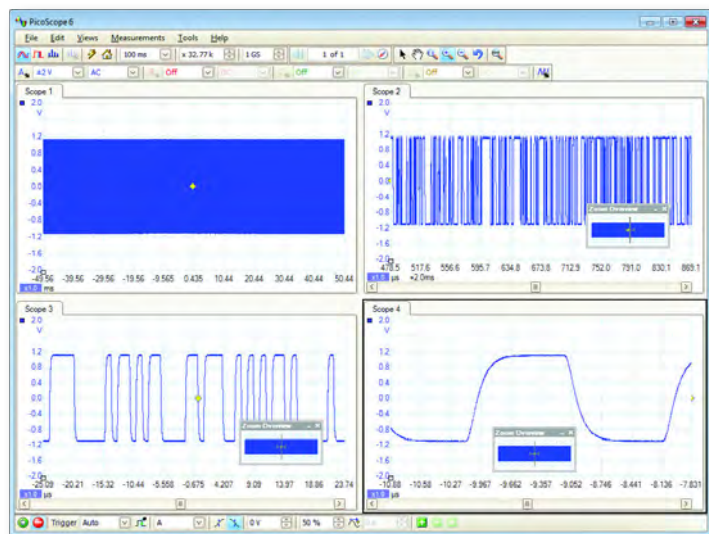 PicoScope 6
File Edit Views Measurements Tools Help
100 ms x 32.77 k 1 GS 1 of 1
A ±2 V AC Off Off Off
Scope 1
2.0
V
1.2
0.8
0.4
0.0
-0.4
-0.8
-1.2
-1.6
-2.0
-49.56 -39.56 -29.56 -19.56 -9.565 0.435 10.44 20.44 30.44 40.44 50.44
x1.0 ms
Scope 2
2.0
V
1.2
0.8
0.4
0.0
-0.4
-0.8
-1.2
-1.6
-2.0
Zoom Overview
478.5 517.6 556.6 595.7 634.8 673.8 712.9 752.0 791.0 830.1 869.1
x1.0 µs +2.0ms
Scope 3
2.0
V
1.2
0.8
0.4
0.0
-0.4
-0.8
-1.2
-1.6
-2.0
Zoom Overview
-25.09 -20.21 -15.32 -10.44 -5.558 -0.675 4.207 9.09 13.97 18.86 23.74
x1.0 µs
Scope 4
2.0
V
1.2
0.8
0.4
0.0
-0.4
-0.8
-1.2
-1.6
-2.0
Zoom Overview
-10.88 -10.58 -10.27 -9.967 -9.662 -9.357 -9.052 -8.746 -8.441 -8.136 -7.831
x1.0 µs
Trigger Auto A 0 V 50 %